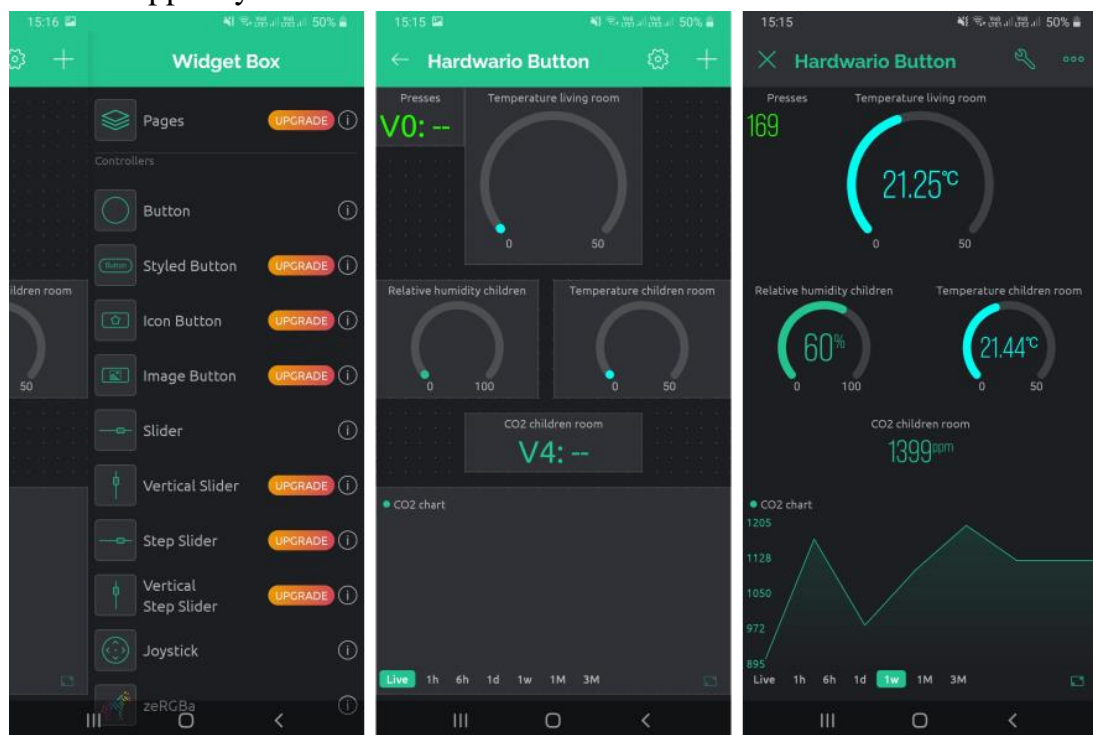 15:16 50%
Widget Box
Pages UPGRADE
Controllers
Button
Styled Button UPGRADE
Icon Button UPGRADE
Image Button UPGRADE
Slider
Vertical Slider UPGRADE
Step Slider UPGRADE
Vertical
Step Slider UPGRADE
Joystick
zeRGBa
ildren room
50
15:15 50%
Hardwario Button
Presses Temperature living room
V0: --
0 50
Relative humidity children Temperature children room
0 100 0 50
CO2 children room
V4: --
CO2 chart
Live 1h 6h 1d 1w 1M 3M
15:15 50%
Hardwario Button
Presses Temperature living room
169
21.25°C
0 50
Relative humidity children Temperature children room
60% 21.44°C
0 100 0 50
CO2 children room
1399ppm
CO2 chart
1205
1128
1050
972
895
Live 1h 6h 1d 1w 1M 3M